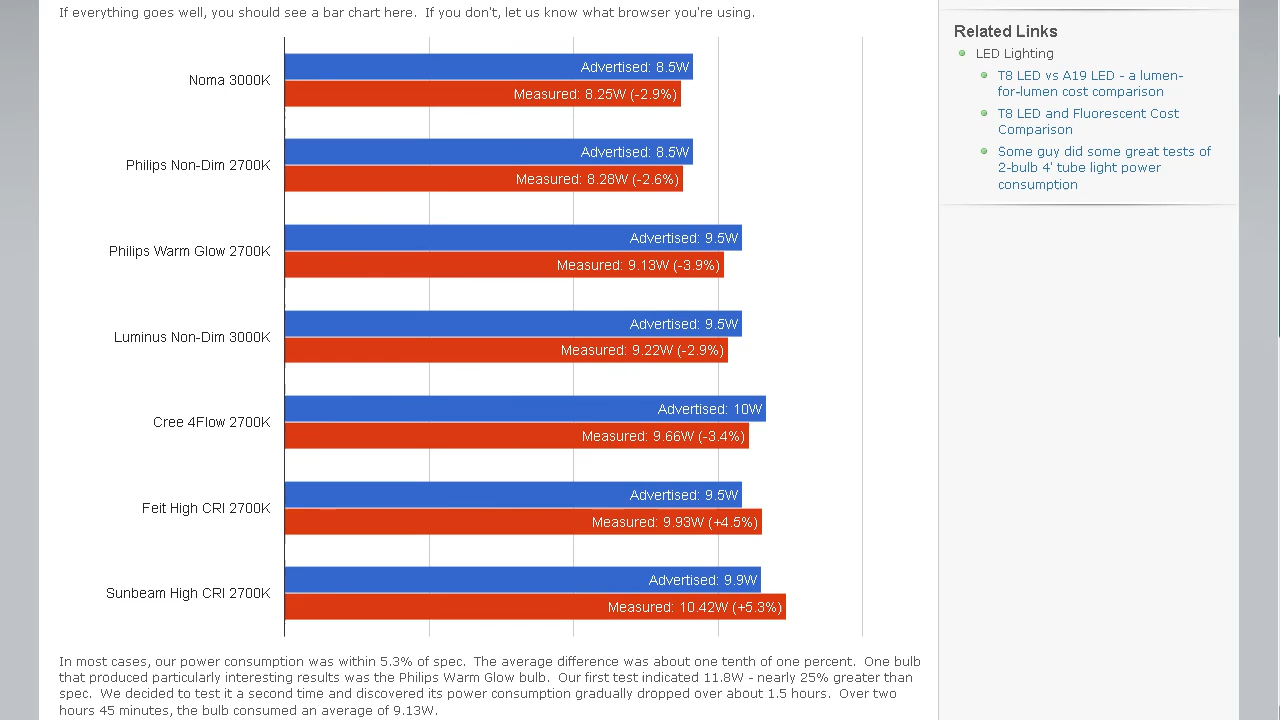 If everything goes well, you should see a bar chart here. If you don't, let us know what browser you're using.
Noma 3000K
Advertised: 8.5W
Measured: 8.25W (-2.9%)
Philips Non-Dim 2700K
Advertised: 8.5W
Measured: 8.28W (-2.6%)
Philips Warm Glow 2700K
Advertised: 9.5W
Measured: 9.13W (-3.9%)
Luminus Non-Dim 3000K
Advertised: 9.5W
Measured: 9.22W (-2.9%)
Cree 4Flow 2700K
Advertised: 10W
Measured: 9.66W (-3.4%)
Feit High CRI 2700K
Advertised: 9.5W
Measured: 9.93W (+4.5%)
Sunbeam High CRI 2700K
Advertised: 9.9W
Measured: 10.42W (+5.3%)
In most cases, our power consumption was within 5.3% of spec. The average difference was about one tenth of one percent. One bulb
that produced particularly interesting results was the Philips Warm Glow bulb. Our first test indicated 11.8W - nearly 25% greater than
spec. We decided to test it a second time and discovered its power consumption gradually dropped over about 1.5 hours. Over two
hours 45 minutes, the bulb consumed an average of 9.13W.
Related Links
LED Lighting
T8 LED vs A19 LED - a lumen-
for-lumen cost comparison
T8 LED and Fluorescent Cost
Comparison
Some guy did some great tests of
2-bulb 4' tube light power
consumption